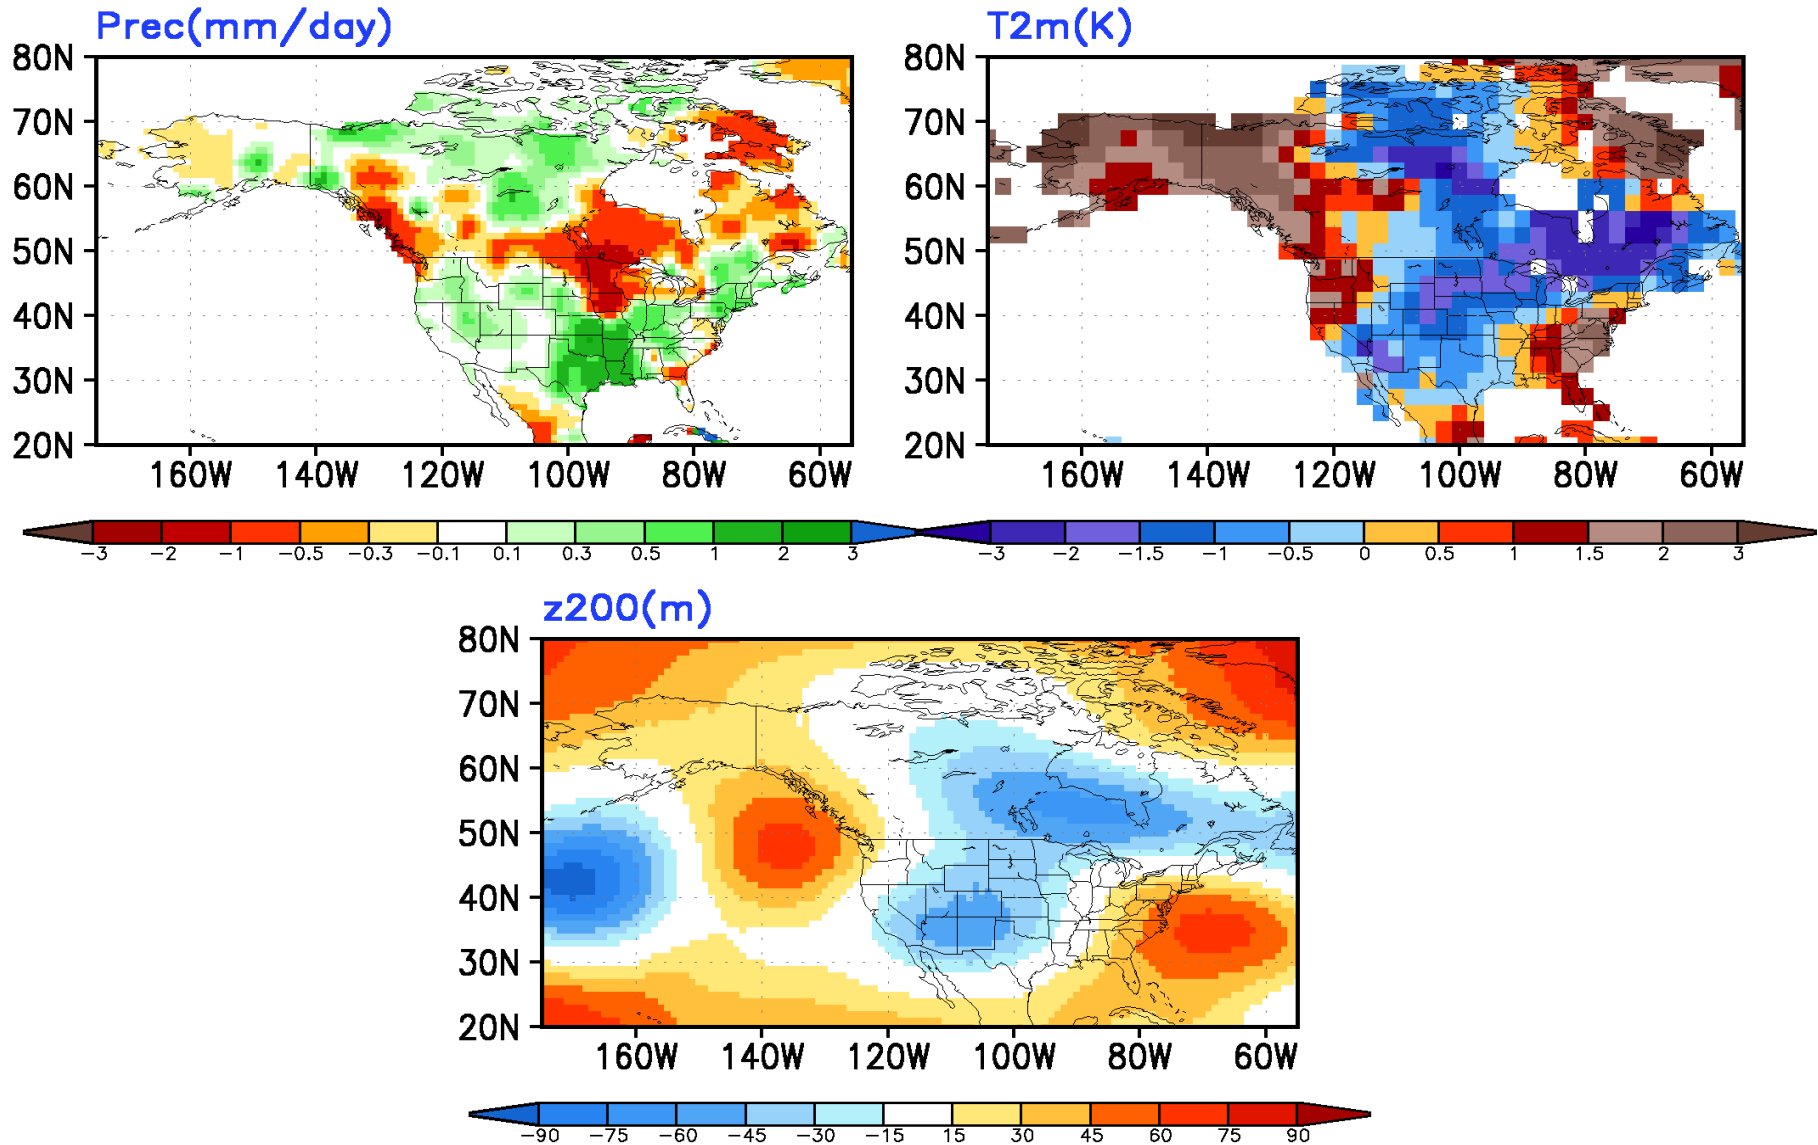 Prec(mm/day)
80N
70N
60N
50N
40N
30N
20N
160W 140W 120W 100W 80W 60W
-3 -2 -1 -0.5 -0.3 -0.1 0.1 0.3 0.5 1 2 3
T2m(K)
80N
70N
60N
50N
40N
30N
20N
160W 140W 120W 100W 80W 60W
-3 -2 -1.5 -1 -0.5 0 0.5 1 1.5 2 3
z200(m)
80N
70N
60N
50N
40N
30N
20N
160W 140W 120W 100W 80W 60W
-90 -75 -60 -45 -30 -15 15 30 45 60 75 90